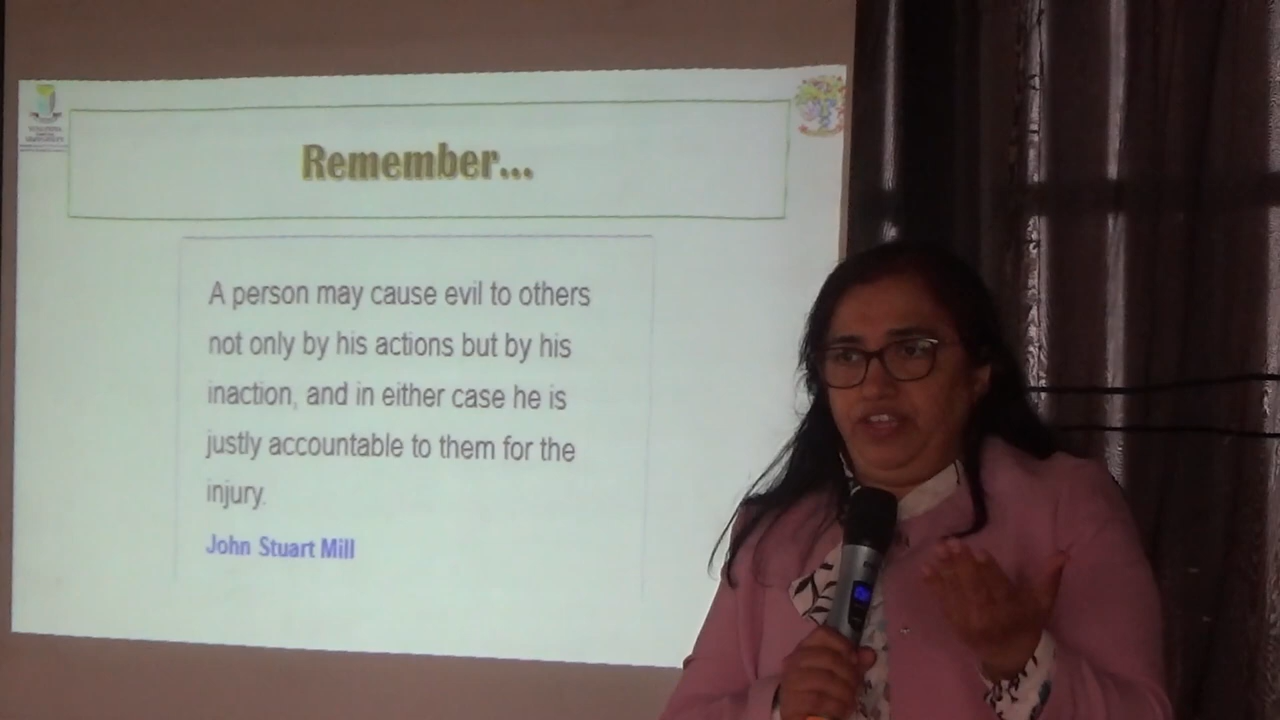 Remember...
A person may cause evil to others
not only by his actions but by his
inaction, and in either case he is
justly accountable to them for the
injury.
John Stuart Mill